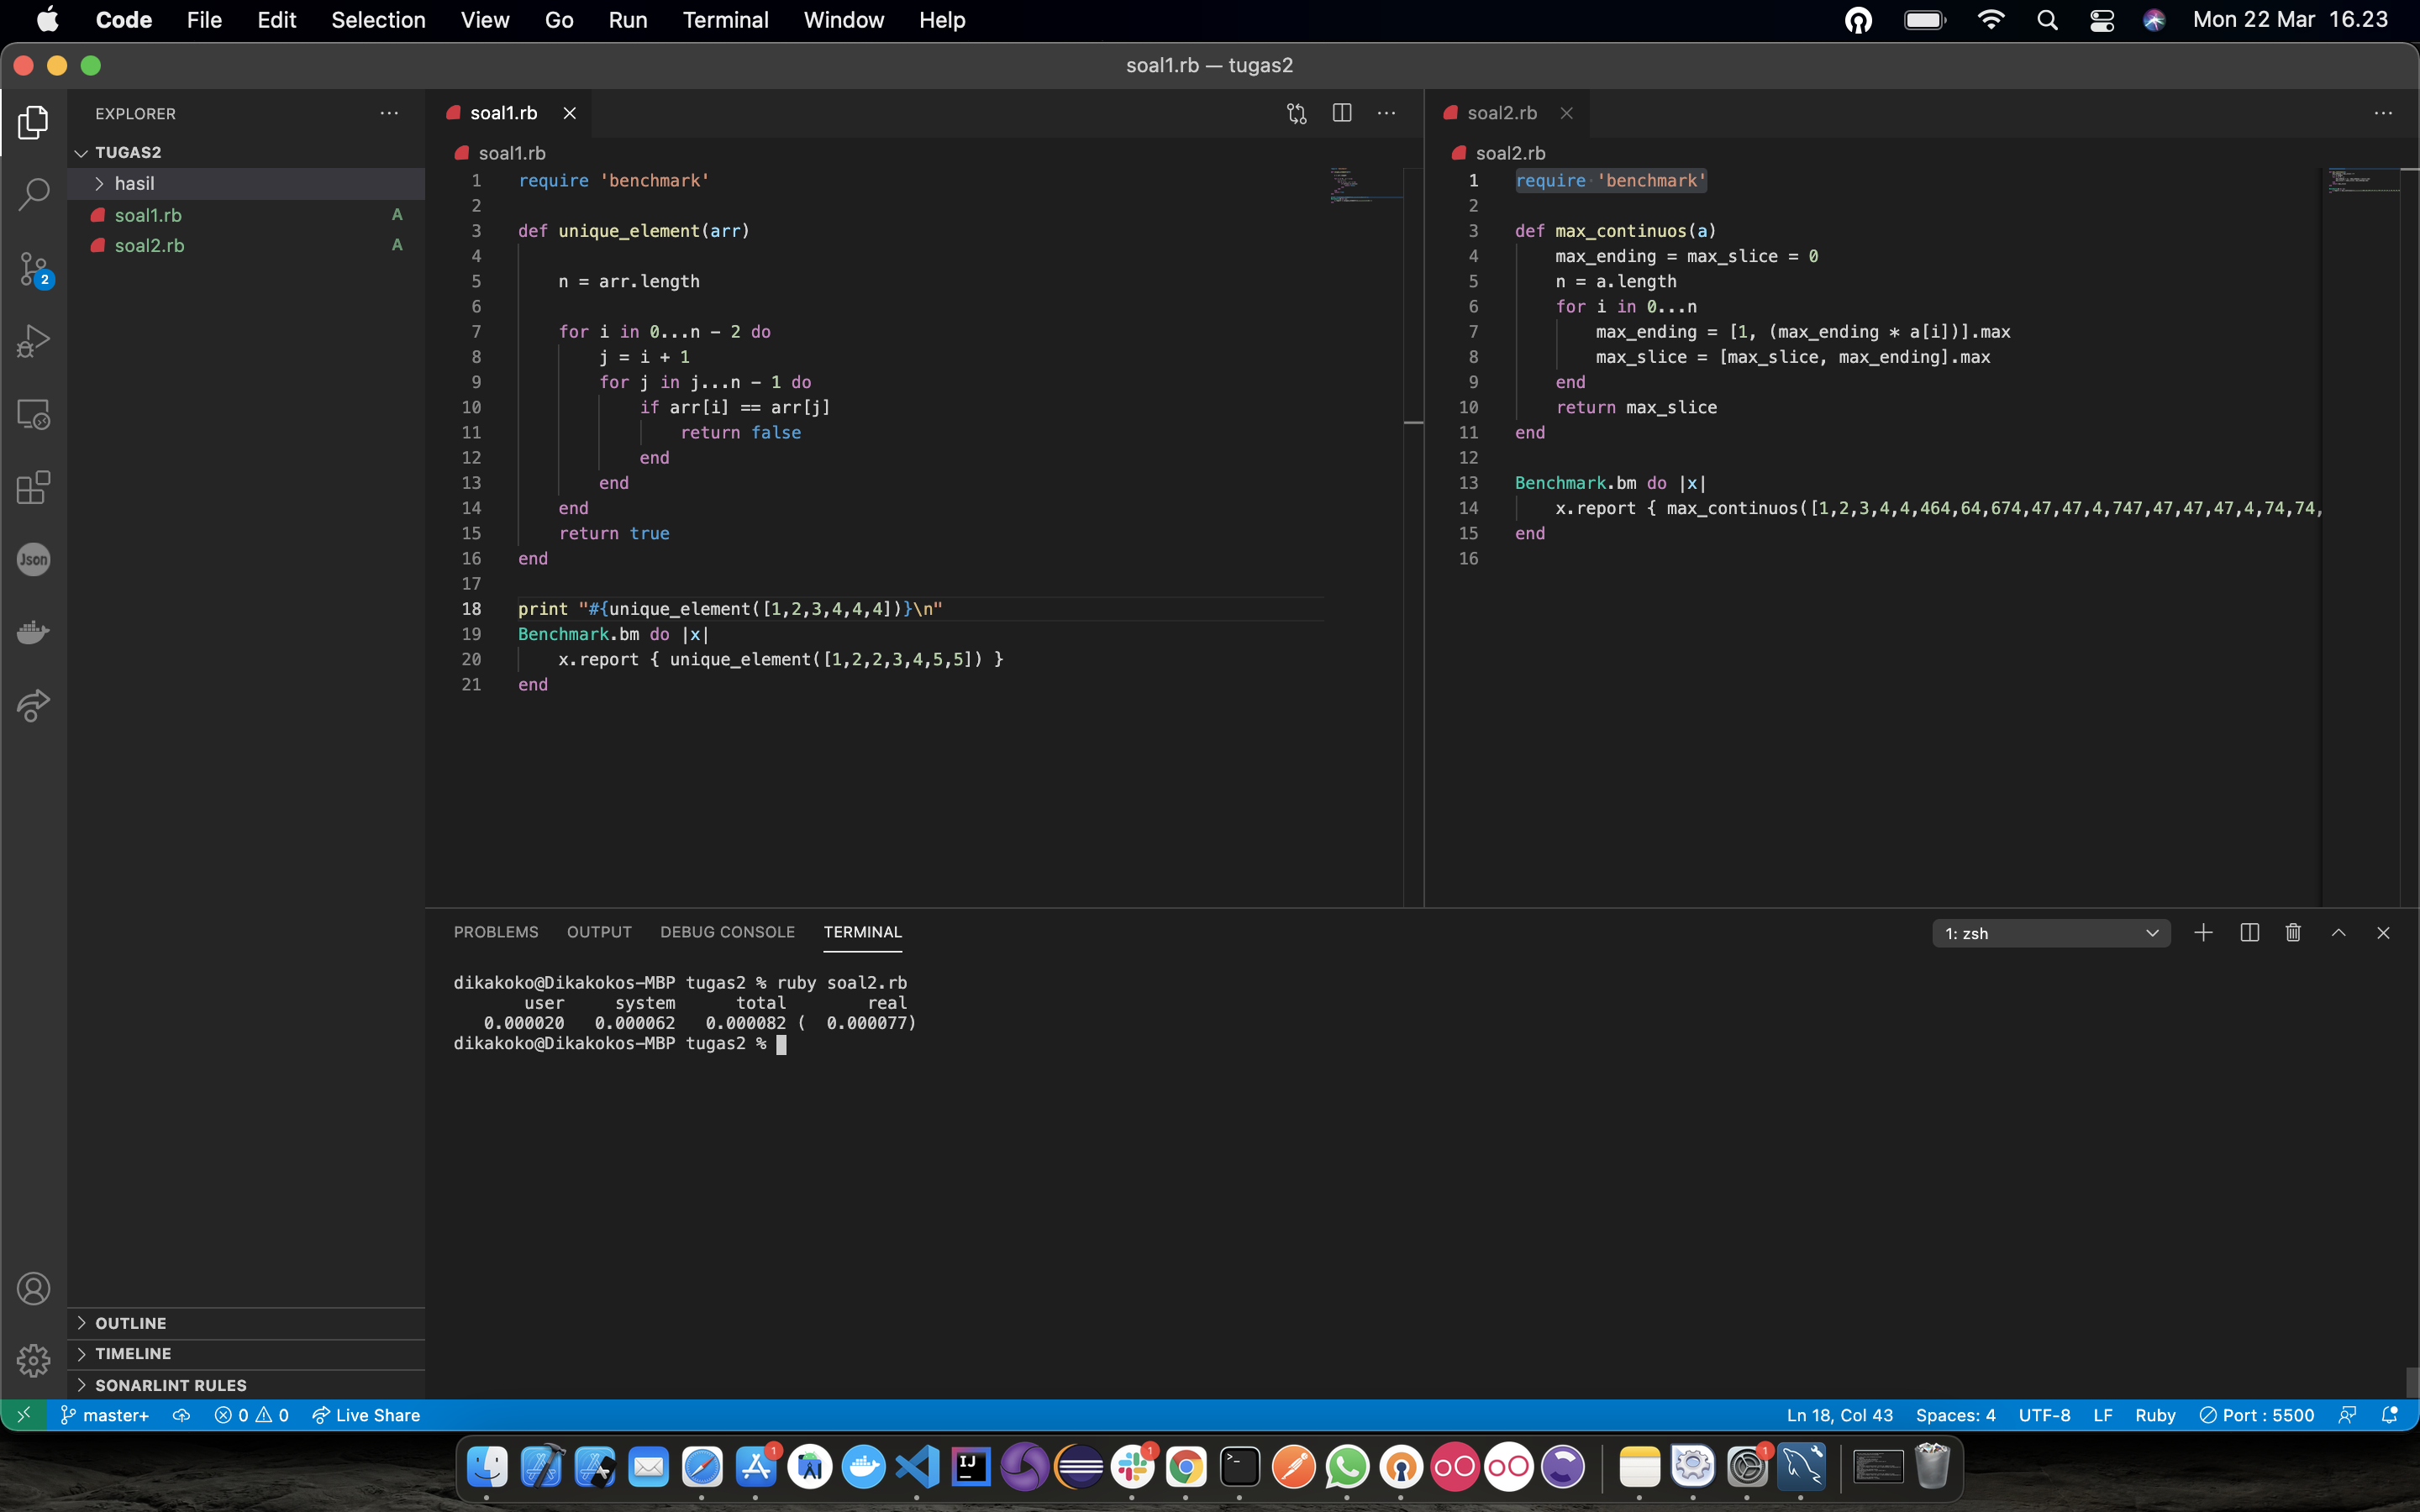 Code File Edit Selection View Go Run Terminal Window Help Mon 22 Mar 16.23
soal1.rb — tugas2
EXPLORER
TUGAS2
hasil
soal1.rb A
soal2.rb A
2
Json
OUTLINE
TIMELINE
SONARLINT RULES
soal1.rb
soal1.rb
1 require 'benchmark'
2
3 def unique_element(arr)
4
5 n = arr.length
6
7 for i in 0...n - 2 do
8 j = i + 1
9 for j in j...n - 1 do
10 if arr[i] == arr[j]
11 return false
12 end
13 end
14 end
15 return true
16 end
17
18 print "#{unique_element([1,2,3,4,4,4])}\n"
19 Benchmark.bm do |x|
20 x.report { unique_element([1,2,2,3,4,5,5]) }
21 end
soal2.rb
soal2.rb
1 require 'benchmark'
2
3 def max_continuos(a)
4 max_ending = max_slice = 0
5 n = a.length
6 for i in 0...n
7 max_ending = [1, (max_ending * a[i])].max
8 max_slice = [max_slice, max_ending].max
9 end
10 return max_slice
11 end
12
13 Benchmark.bm do |x|
14 x.report { max_continuos([1,2,3,4,4,464,64,674,47,47,4,747,47,47,47,4,74,74,
15 end
16
PROBLEMS OUTPUT DEBUG CONSOLE TERMINAL 1: zsh
dikakoko@Dikakokos-MBP tugas2 % ruby soal2.rb
user system total real
0.000020 0.000062 0.000082 ( 0.000077)
dikakoko@Dikakokos-MBP tugas2 %
master+ 0 0 Live Share Ln 18, Col 43 Spaces: 4 UTF-8 LF Ruby Port : 5500
1 IJ 1 >- 1